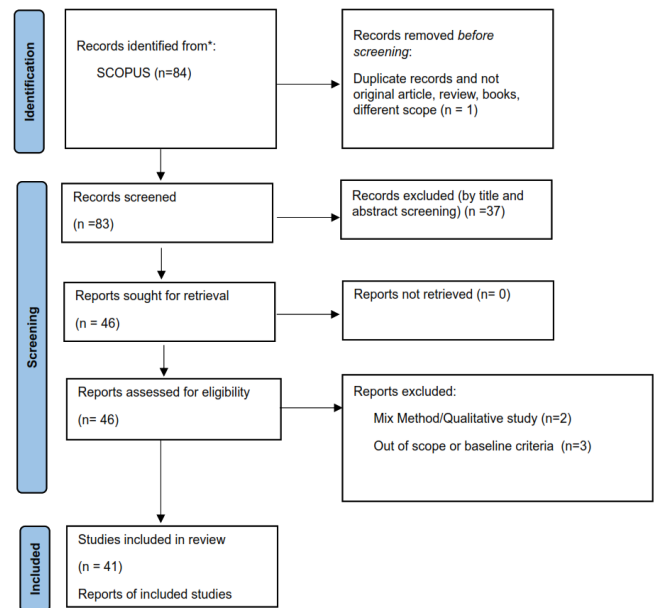 Identification
Records identified from*:
SCOPUS (n=84)
Records removed before
screening:
Duplicate records and not
original article, review, books,
different scope (n = 1)
Screening
Records screened
(n =83)
Records excluded (by title and
abstract screening) (n =37)
Reports sought for retrieval
(n = 46)
Reports not retrieved (n= 0)
Reports assessed for eligibility
(n= 46)
Reports excluded:
Mix Method/Qualitative study (n=2)
Out of scope or baseline criteria (n=3)
Included
Studies included in review
(n = 41)
Reports of included studies